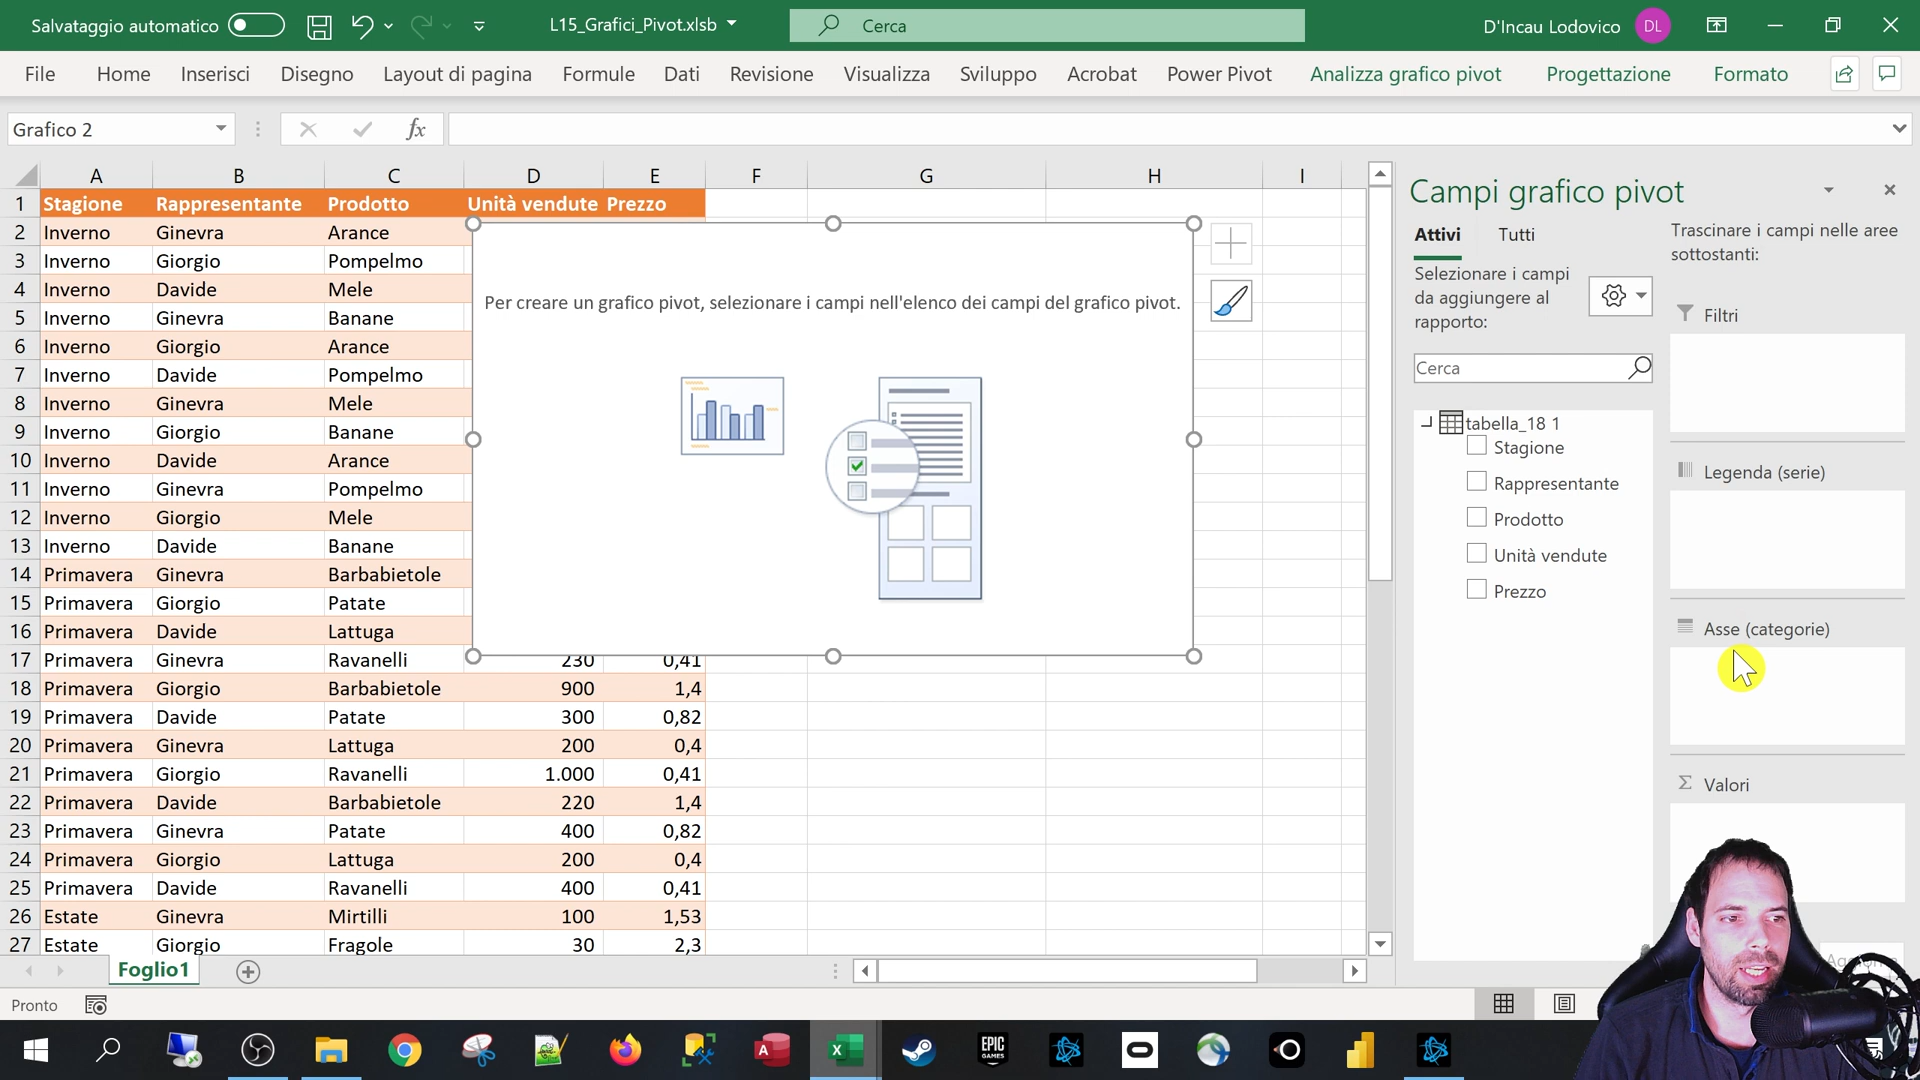 Salvataggio automatico
L15_Grafici_Pivot.xlsb
Cerca
D'Incau Lodovico
DL
File
Home
Inserisci
Disegno
Layout di pagina
Formule
Dati
Revisione
Visualizza
Sviluppo
Acrobat
Power Pivot
Analizza grafico pivot
Progettazione
Formato
Grafico 2
fx
A B C D E F G H I
1 Stagione Rappresentante Prodotto Unità vendute Prezzo
2 Inverno Ginevra Arance
3 Inverno Giorgio Pompelmo
4 Inverno Davide Mele
5 Inverno Ginevra Banane
6 Inverno Giorgio Arance
7 Inverno Davide Pompelmo
8 Inverno Ginevra Mele
9 Inverno Giorgio Banane
10 Inverno Davide Arance
11 Inverno Ginevra Pompelmo
12 Inverno Giorgio Mele
13 Inverno Davide Banane
14 Primavera Ginevra Barbabietole
15 Primavera Giorgio Patate
16 Primavera Davide Lattuga
17 Primavera Ginevra Ravanelli 230 0,41
18 Primavera Giorgio Barbabietole 900 1,4
19 Primavera Davide Patate 300 0,82
20 Primavera Ginevra Lattuga 200 0,4
21 Primavera Giorgio Ravanelli 1.000 0,41
22 Primavera Davide Barbabietole 220 1,4
23 Primavera Ginevra Patate 400 0,82
24 Primavera Giorgio Lattuga 200 0,4
25 Primavera Davide Ravanelli 400 0,41
26 Estate Ginevra Mirtilli 100 1,53
27 Estate Giorgio Fragole 30 2,3
Per creare un grafico pivot, selezionare i campi nell'elenco dei campi del grafico pivot.
Campi grafico pivot
Attivi
Tutti
Selezionare i campi
da aggiungere al
rapporto:
Cerca
tabella_18 1
Stagione
Rappresentante
Prodotto
Unità vendute
Prezzo
Trascinare i campi nelle aree
sottostanti:
Filtri
Legenda (serie)
Asse (categorie)
Σ Valori
Foglio1
Pronto
EPIC
GAMES